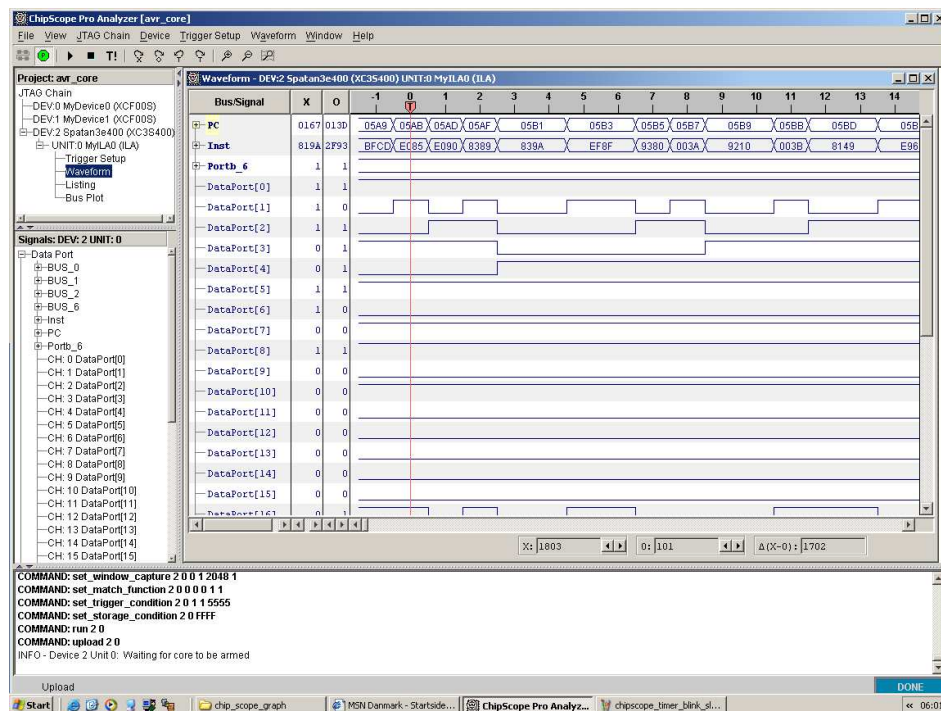 ChipScope Pro Analyzer [avr_core]
File View JTAG Chain Device Trigger Setup Waveform Window Help
T!
Project: avr_core
JTAG Chain
DEV:0 MyDevice0 (XCF00S)
DEV:1 MyDevice1 (XCF00S)
DEV:2 Spatan3e400 (XC3S400)
UNIT:0 MyILA0 (ILA)
Trigger Setup
Waveform
Listing
Bus Plot
Signals: DEV: 2 UNIT: 0
Data Port
BUS_0
BUS_1
BUS_2
BUS_6
Inst
PC
Portb_6
CH: 0 DataPort[0]
CH: 1 DataPort[1]
CH: 2 DataPort[2]
CH: 3 DataPort[3]
CH: 4 DataPort[4]
CH: 5 DataPort[5]
CH: 6 DataPort[6]
CH: 7 DataPort[7]
CH: 8 DataPort[8]
CH: 9 DataPort[9]
CH: 10 DataPort[10]
CH: 11 DataPort[11]
CH: 12 DataPort[12]
CH: 13 DataPort[13]
CH: 14 DataPort[14]
CH: 15 DataPort[15]
Waveform - DEV:2 Spatan3e400 (XC3S400) UNIT:0 MyILA0 (ILA)
Bus/Signal X O -1 0 1 2 3 4 5 6 7 8 9 10 11 12 13 14
T
PC 0167 013D 05A9 05AB 05AD 05AF 05B1 05B3 05B5 05B7 05B9 05BB 05BD 05B
Inst 819A 2F93 BFCD E085 E090 8389 839A EF8F 9380 003A 9210 003B 8149 E96
Portb_6 1 1
DataPort[0] 1 1
DataPort[1] 1 0
DataPort[2] 1 1
DataPort[3] 0 1
DataPort[4] 0 1
DataPort[5] 1 1
DataPort[6] 1 0
DataPort[7] 0 0
DataPort[8] 1 1
DataPort[9] 0 0
DataPort[10] 0 0
DataPort[11] 0 0
DataPort[12] 0 0
DataPort[13] 0 0
DataPort[14] 0 0
DataPort[15] 0 0
DataPort[16] 0 1
X: 1803 O: 101 Δ(X-O): 1702
COMMAND: set_window_capture 2 0 0 1 2048 1
COMMAND: set_match_function 2 0 0 0 0 1 1
COMMAND: set_trigger_condition 2 0 1 1 5555
COMMAND: set_storage_condition 2 0 FFFF
COMMAND: run 2 0
COMMAND: upload 2 0
INFO - Device 2 Unit 0: Waiting for core to be armed
Upload DONE
Start chip_scope_graph MSN Danmark - Startside... ChipScope Pro Analyz... chipscope_timer_blink_sl... « 06:0